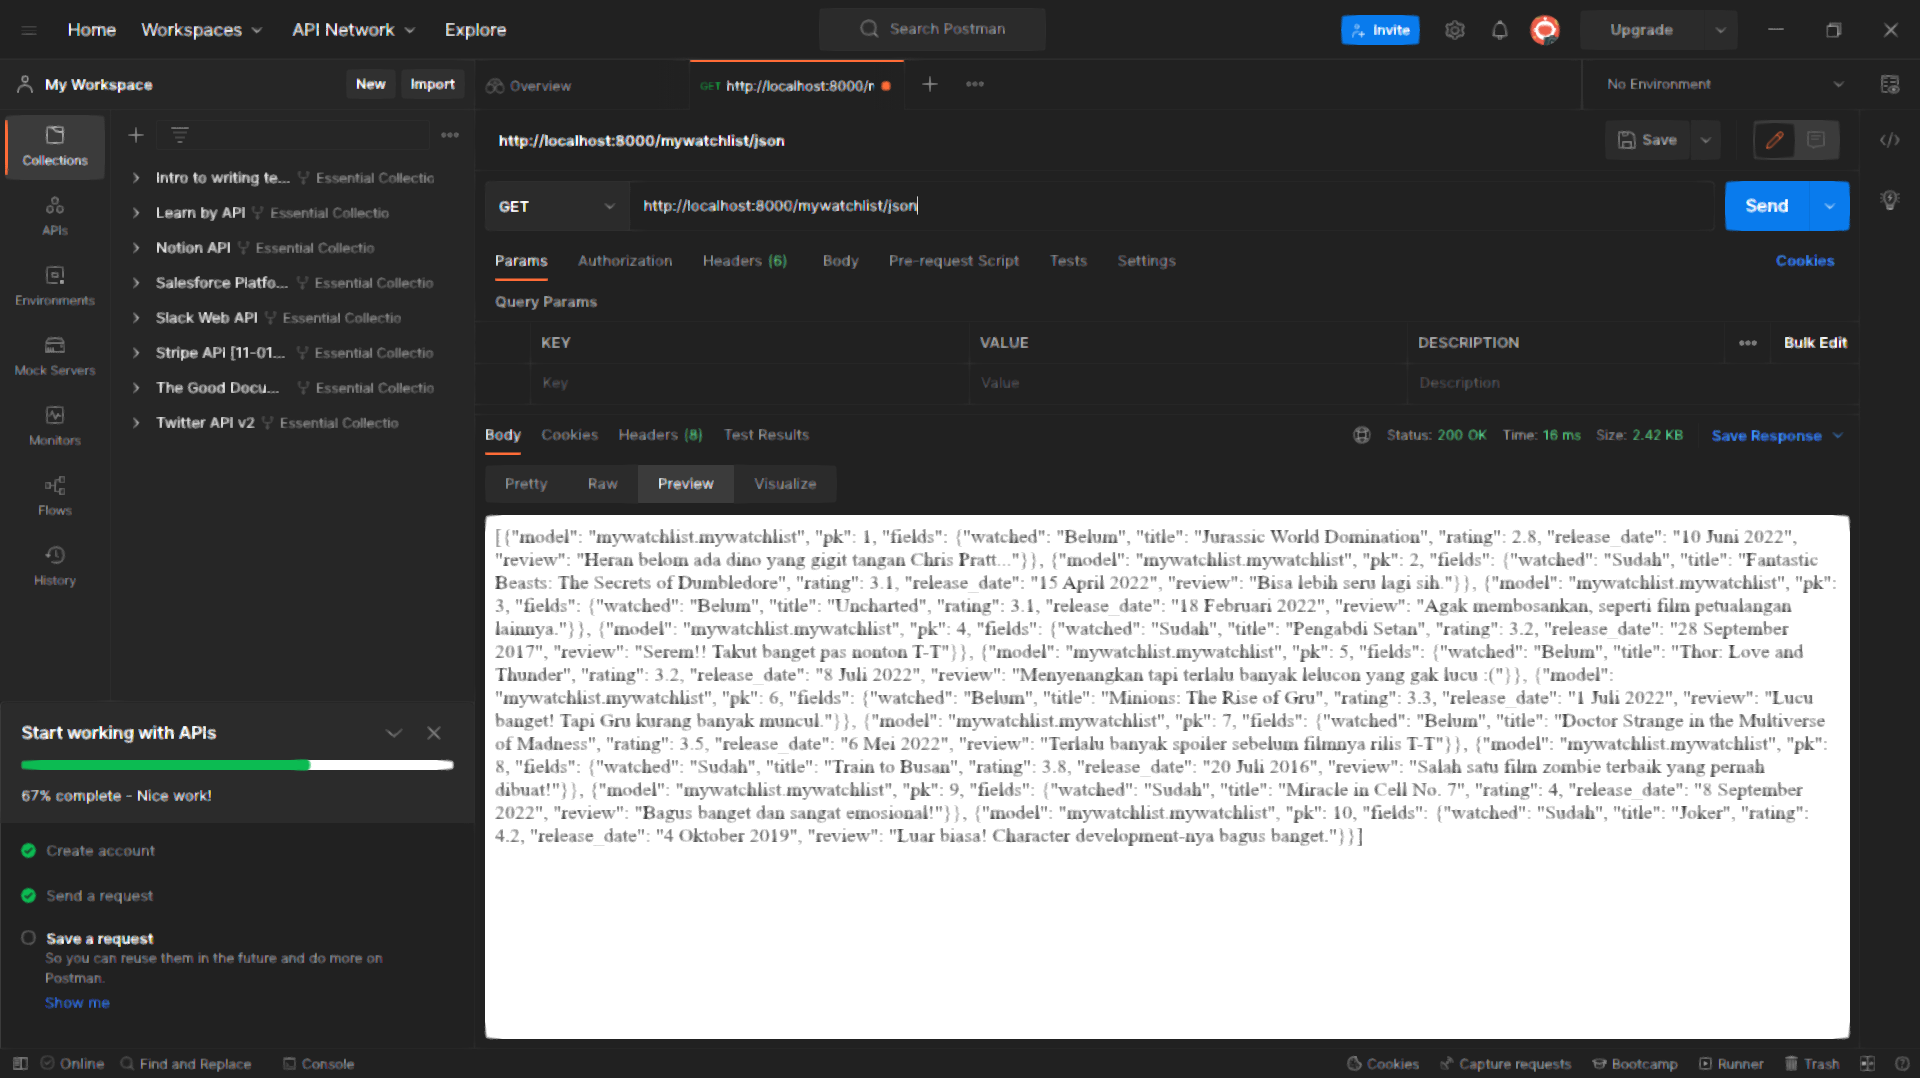 Home Workspaces API Network Explore Search Postman Invite Upgrade
My Workspace New Import Overview GET http://localhost:8000/r No Environment
Collections
APIs
Environments
Mock Servers
Monitors
Flows
History
Intro to writing te... Essential Collectio
Learn by API Essential Collectio
Notion API Essential Collectio
Salesforce Platfo... Essential Collectio
Slack Web API Essential Collectio
Stripe API [11-01... Essential Collectio
The Good Docu... Essential Collectio
Twitter API v2 Essential Collectio
http://localhost:8000/mywatchlist/json Save
GET http://localhost:8000/mywatchlist/json Send
Params Authorization Headers (6) Body Pre-request Script Tests Settings Cookies
Query Params
KEY VALUE DESCRIPTION Bulk Edit
Key Value Description
Body Cookies Headers (8) Test Results Status: 200 OK Time: 16 ms Size: 2.42 KB Save Response
Pretty Raw Preview Visualize
[{"model": "mywatchlist.mywatchlist", "pk": 1, "fields": {"watched": "Belum", "title": "Jurassic World Domination", "rating": 2.8, "release_date": "10 Juni 2022",
"review": "Heran belom ada dino yang gigit tangan Chris Pratt..."}}, {"model": "mywatchlist.mywatchlist", "pk": 2, "fields": {"watched": "Sudah", "title": "Fantastic
Beasts: The Secrets of Dumbledore", "rating": 3.1, "release_date": "15 April 2022", "review": "Bisa lebih seru lagi sih."}}, {"model": "mywatchlist.mywatchlist", "pk":
3, "fields": {"watched": "Belum", "title": "Uncharted", "rating": 3.1, "release_date": "18 Februari 2022", "review": "Agak membosankan, seperti film petualangan
lainnya."}}, {"model": "mywatchlist.mywatchlist", "pk": 4, "fields": {"watched": "Sudah", "title": "Pengabdi Setan", "rating": 3.2, "release_date": "28 September
2017", "review": "Serem!! Takut banget pas nonton T-T"}}, {"model": "mywatchlist.mywatchlist", "pk": 5, "fields": {"watched": "Belum", "title": "Thor: Love and
Thunder", "rating": 3.2, "release_date": "8 Juli 2022", "review": "Menyenangkan tapi terlalu banyak lelucon yang gak lucu :("}}, {"model":
"mywatchlist.mywatchlist", "pk": 6, "fields": {"watched": "Belum", "title": "Minions: The Rise of Gru", "rating": 3.3, "release_date": "1 Juli 2022", "review": "Lucu
banget! Tapi Gru kurang banyak muncul."}}, {"model": "mywatchlist.mywatchlist", "pk": 7, "fields": {"watched": "Belum", "title": "Doctor Strange in the Multiverse
of Madness", "rating": 3.5, "release_date": "6 Mei 2022", "review": "Terlalu banyak spoiler sebelum filmnya rilis T-T"}}, {"model": "mywatchlist.mywatchlist", "pk":
8, "fields": {"watched": "Sudah", "title": "Train to Busan", "rating": 3.8, "release_date": "20 Juli 2016", "review": "Salah satu film zombie terbaik yang pernah
dibuat!"}}, {"model": "mywatchlist.mywatchlist", "pk": 9, "fields": {"watched": "Sudah", "title": "Miracle in Cell No. 7", "rating": 4, "release_date": "8 September
2022", "review": "Bagus banget dan sangat emosional!"}}, {"model": "mywatchlist.mywatchlist", "pk": 10, "fields": {"watched": "Sudah", "title": "Joker", "rating":
4.2, "release_date": "4 Oktober 2019", "review": "Luar biasa! Character development-nya bagus banget."}}]
Start working with APIs
67% complete - Nice work!
Create account
Send a request
Save a request
So you can reuse them in the future and do more on
Postman.
Show me
Online Find and Replace Console Cookies Capture requests Bootcamp Runner Trash